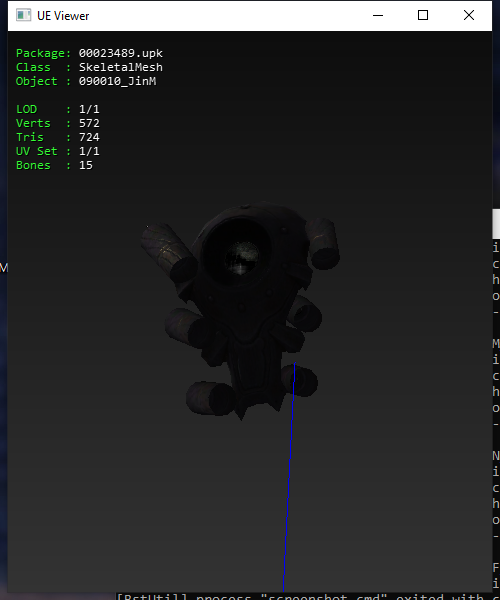 UE Viewer
Package: 00023489.upk
Class : SkeletalMesh
Object : 090010_JinM
LOD : 1/1
Verts : 572
Tris : 724
UV Set : 1/1
Bones : 15
M
i
c
h
o
-
M
i
c
h
o
-
N
i
c
h
o
-
F
i
[BstUtil] process "screenshot.cmd" exited with c